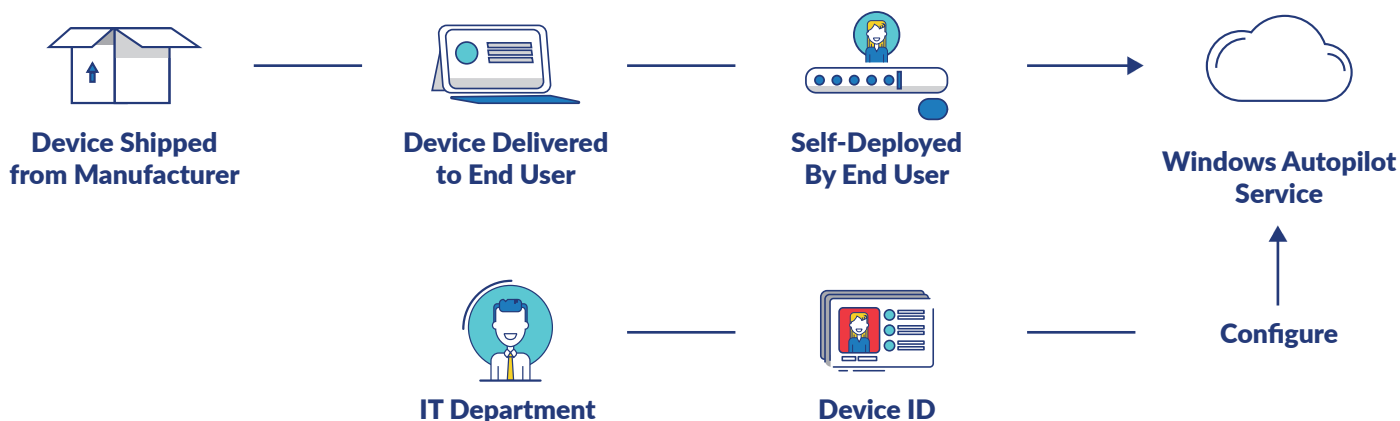 Device Shipped
from Manufacturer
Device Delivered
to End User
Self-Deployed
By End User
Windows Autopilot
Service
IT Department
Device ID
Configure